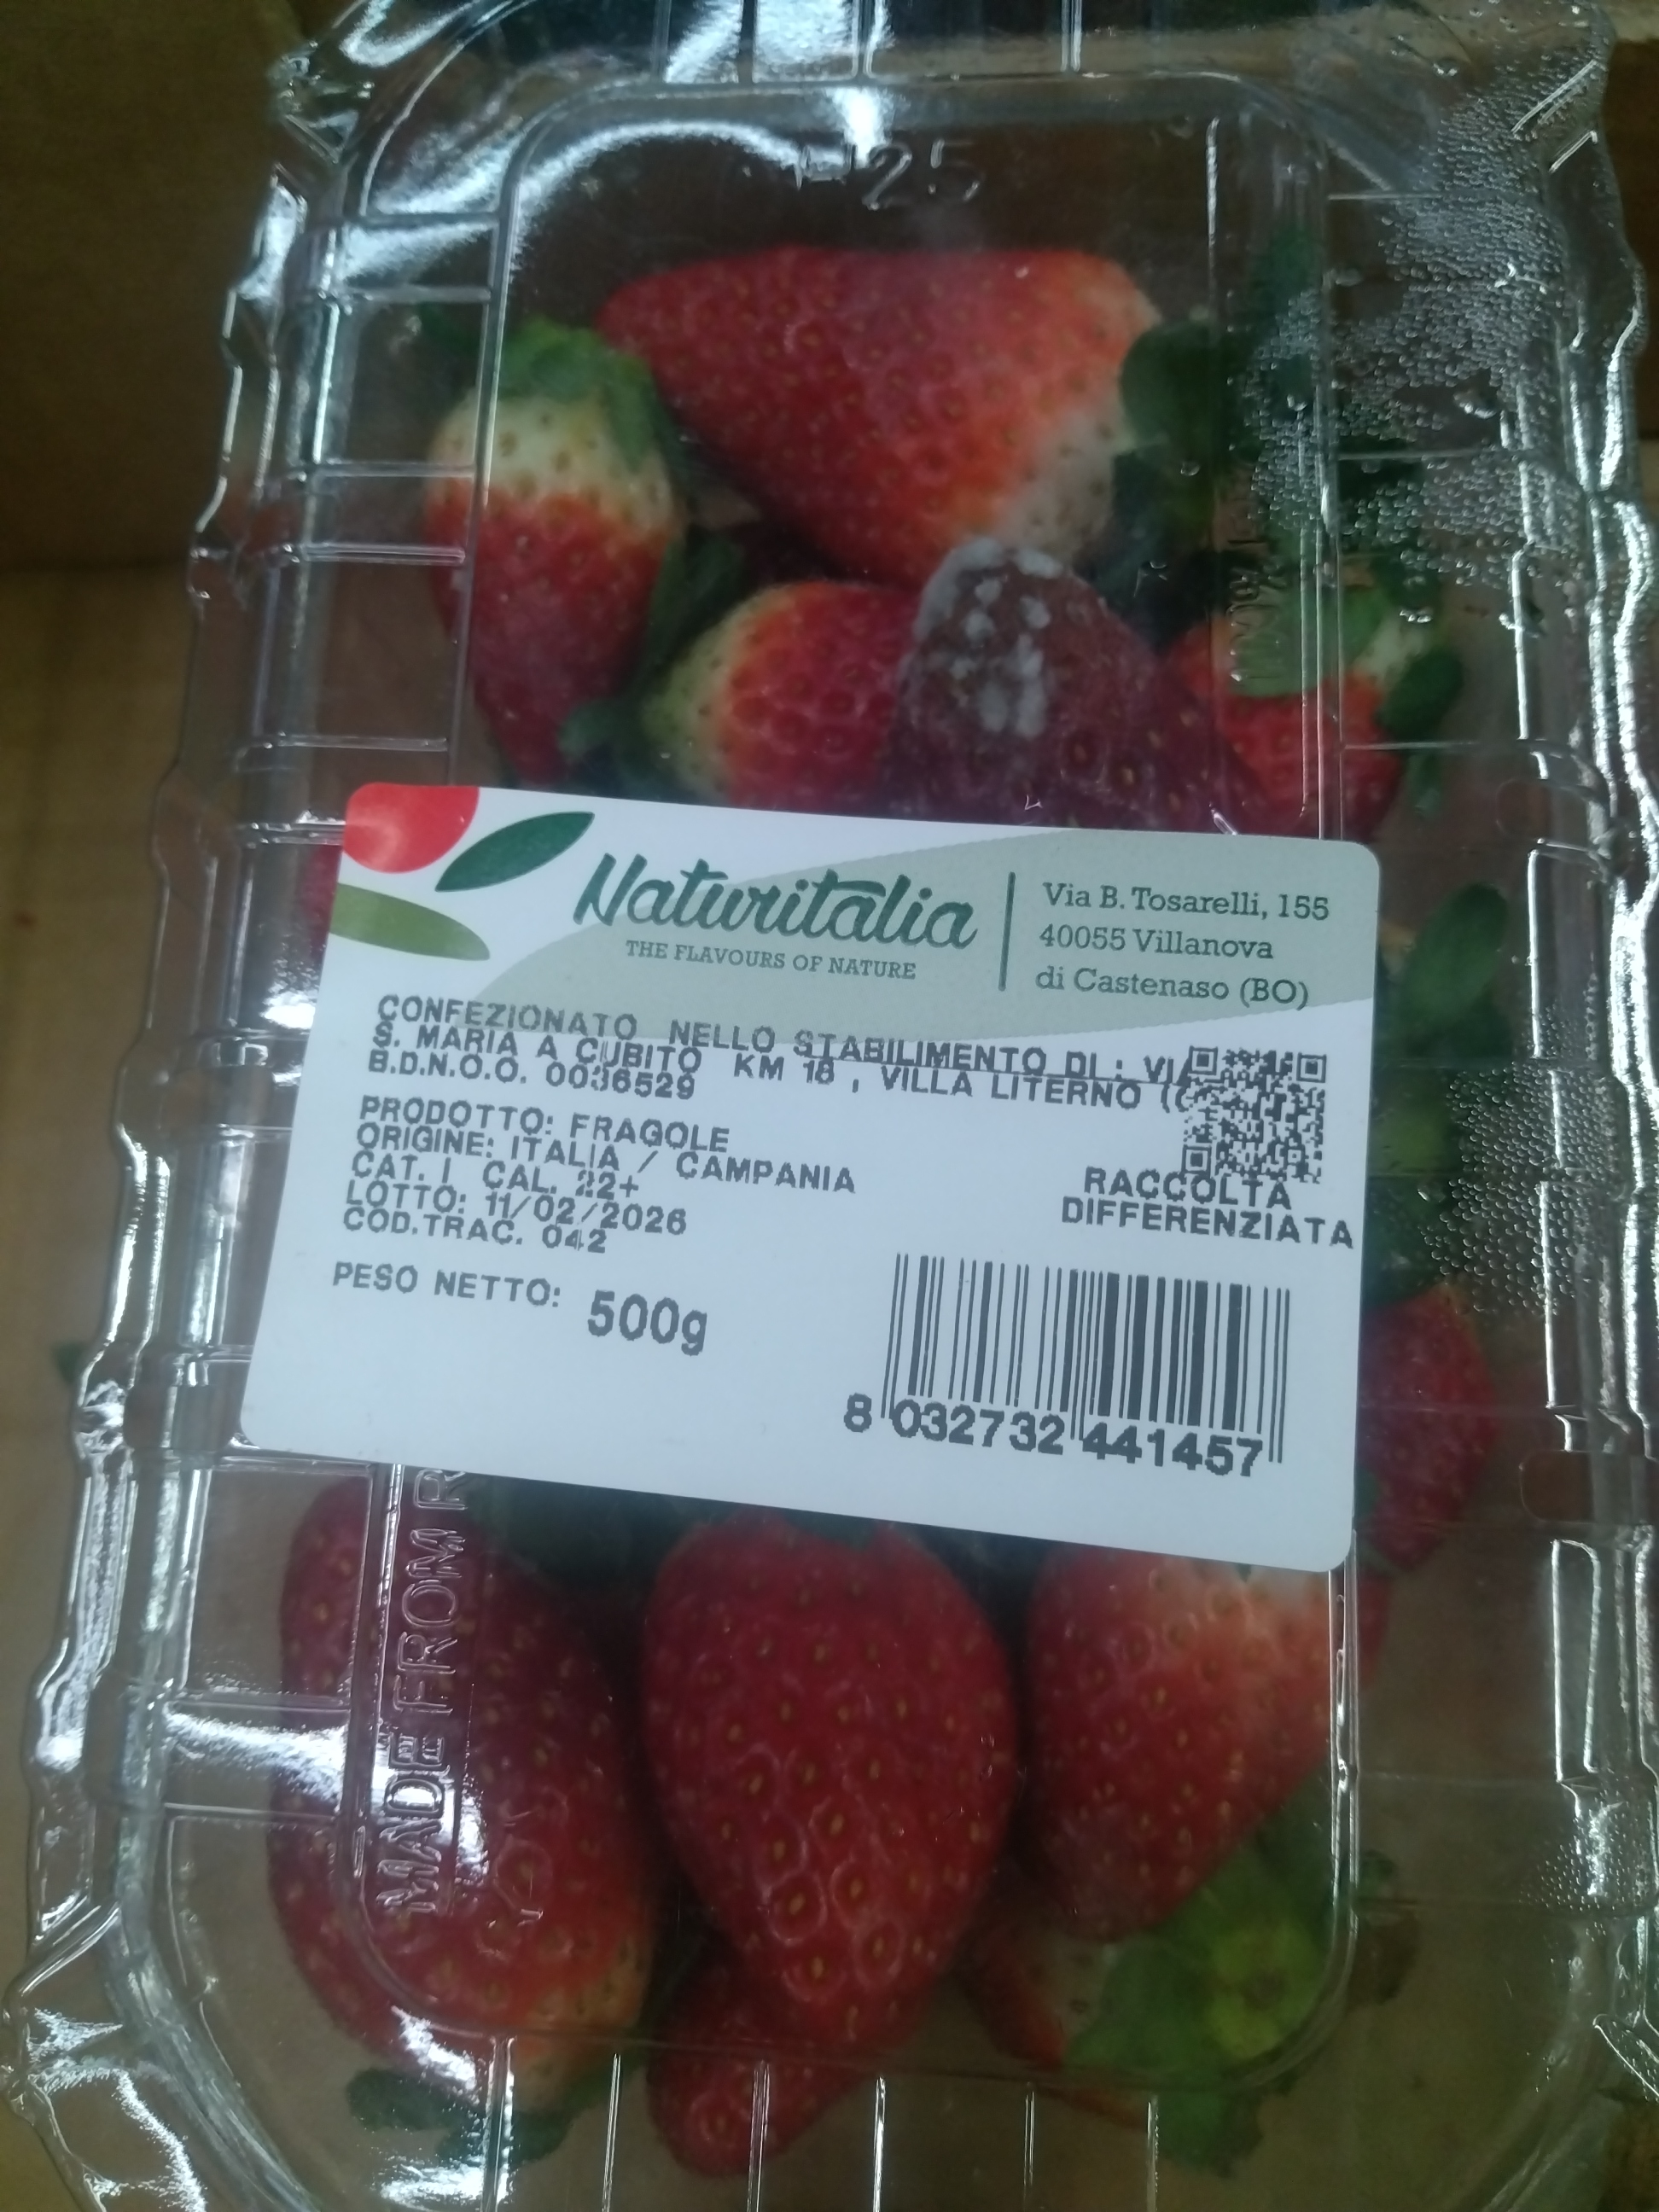 H25
Naturitalia
THE FLAVOURS OF NATURE
Via B. Tosarelli, 155
40055 Villanova
di Castenaso (BO)
CONFEZIONATO NELLO STABILIMENTO DI : VIA
S. MARIA A CUBITO KM 18 , VILLA LITERNO (
B.D.N.O.O. 0036529
PRODOTTO: FRAGOLE
ORIGINE: ITALIA / CAMPANIA
CAT. I CAL. 22+
LOTTO: 11/02/2026
COD.TRAC. 042
PESO NETTO: 500g
RACCOLTA
DIFFERENZIATA
8 032732 441457
MADE FROM R